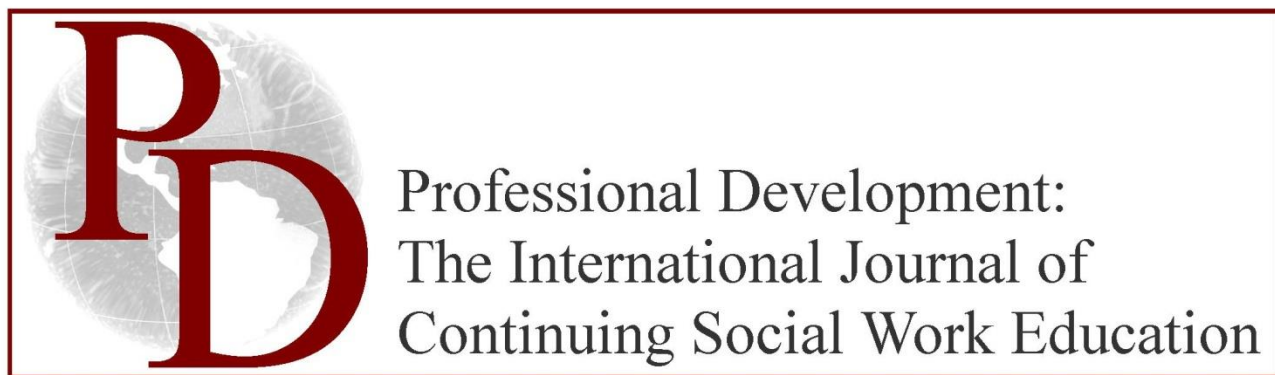 PD
Professional Development:
The International Journal of
Continuing Social Work Education